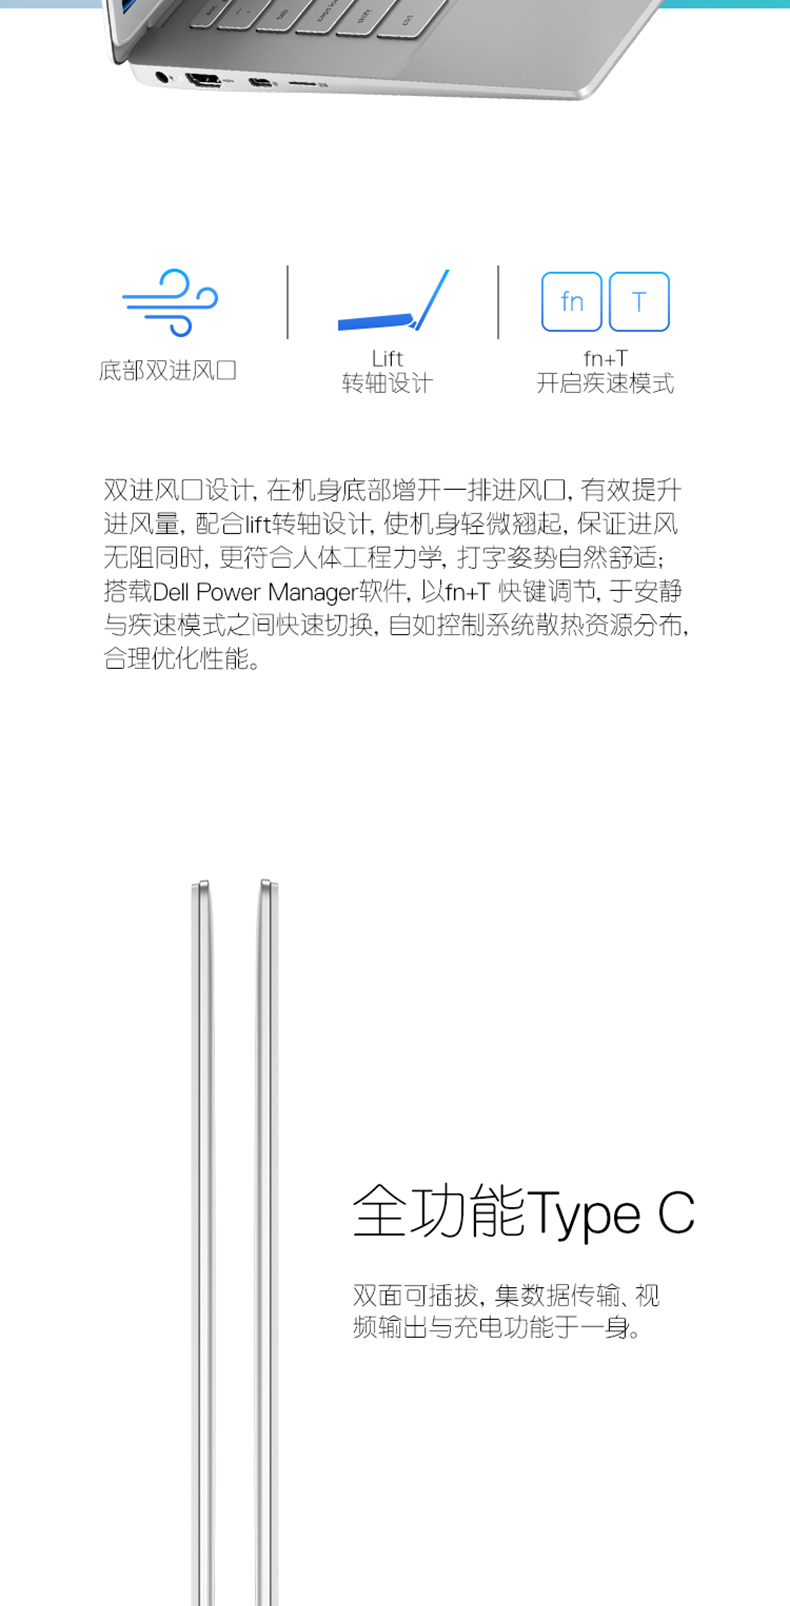 tab
caps lock
shift
ctrl
底部双进风口
Lift
转轴设计
fn
T
fn+T
开启疾速模式
双进风口设计, 在机身底部增开一排进风口, 有效提升
进风量, 配合lift转轴设计, 使机身轻微翘起, 保证进风
无阻同时, 更符合人体工程力学, 打字姿势自然舒适;
搭载Dell Power Manager软件, 以fn+T 快键调节, 于安静
与疾速模式之间快速切换, 自如控制系统散热资源分布,
合理优化性能。
全功能Type C
双面可插拔, 集数据传输、视
频输出与充电功能于一身。